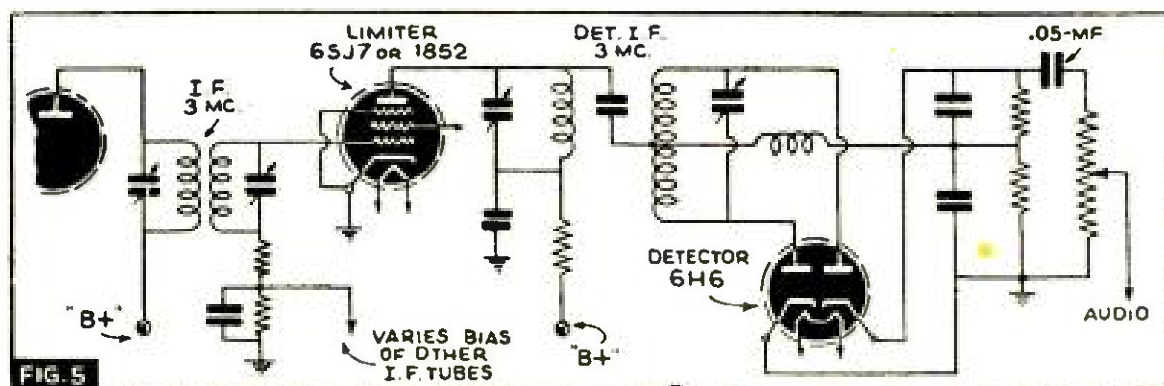 LIMITER
6SJ7 OR 1852
DET. I.F.
3 MC.
.05-MF
I.F.
3 MC.
DETECTOR
6H6
"B+"
VARIES BIAS
OF OTHER
I.F. TUBES
"B+"
AUDIO
FIG. 5